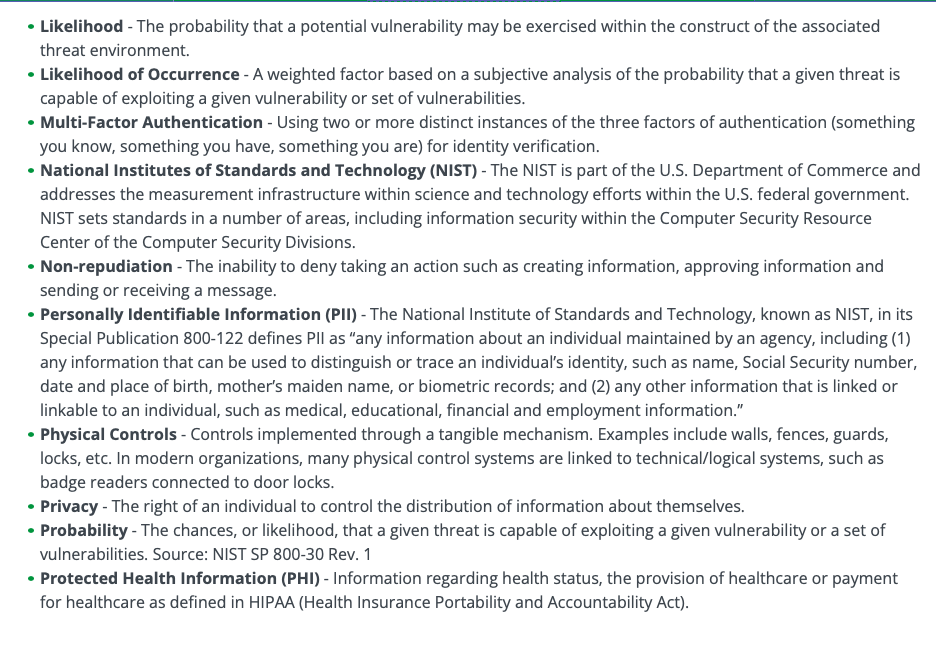 • Likelihood - The probability that a potential vulnerability may be exercised within the construct of the associated
threat environment.
• Likelihood of Occurrence - A weighted factor based on a subjective analysis of the probability that a given threat is
capable of exploiting a given vulnerability or set of vulnerabilities.
• Multi-Factor Authentication - Using two or more distinct instances of the three factors of authentication (something
you know, something you have, something you are) for identity verification.
• National Institutes of Standards and Technology (NIST) - The NIST is part of the U.S. Department of Commerce and
addresses the measurement infrastructure within science and technology efforts within the U.S. federal government.
NIST sets standards in a number of areas, including information security within the Computer Security Resource
Center of the Computer Security Divisions.
• Non-repudiation - The inability to deny taking an action such as creating information, approving information and
sending or receiving a message.
• Personally Identifiable Information (PII) - The National Institute of Standards and Technology, known as NIST, in its
Special Publication 800-122 defines PII as “any information about an individual maintained by an agency, including (1)
any information that can be used to distinguish or trace an individual’s identity, such as name, Social Security number,
date and place of birth, mother’s maiden name, or biometric records; and (2) any other information that is linked or
linkable to an individual, such as medical, educational, financial and employment information.”
• Physical Controls - Controls implemented through a tangible mechanism. Examples include walls, fences, guards,
locks, etc. In modern organizations, many physical control systems are linked to technical/logical systems, such as
badge readers connected to door locks.
• Privacy - The right of an individual to control the distribution of information about themselves.
• Probability - The chances, or likelihood, that a given threat is capable of exploiting a given vulnerability or a set of
vulnerabilities. Source: NIST SP 800-30 Rev. 1
• Protected Health Information (PHI) - Information regarding health status, the provision of healthcare or payment
for healthcare as defined in HIPAA (Health Insurance Portability and Accountability Act).